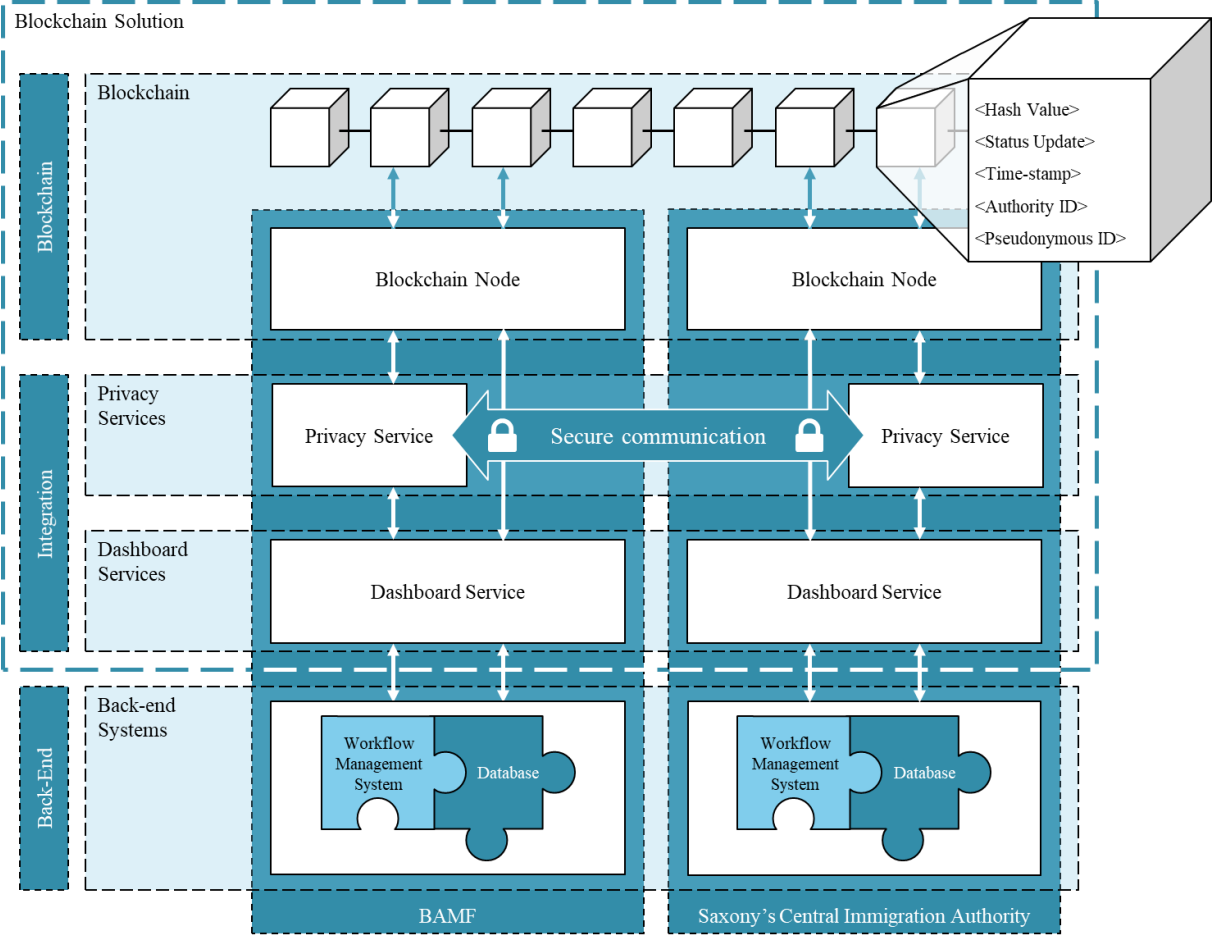 Blockchain Solution
Blockchain
Blockchain
<Hash Value>
<Status Update>
<Time-stamp>
<Authority ID>
<Pseudonymous ID>
Blockchain Node
Blockchain Node
Integration
Privacy
Services
Privacy Service
Secure communication
Privacy Service
Dashboard
Services
Dashboard Service
Dashboard Service
Back-End
Back-end
Systems
Workflow
Management
System
Database
Workflow
Management
System
Database
BAMF
Saxony’s Central Immigration Authority